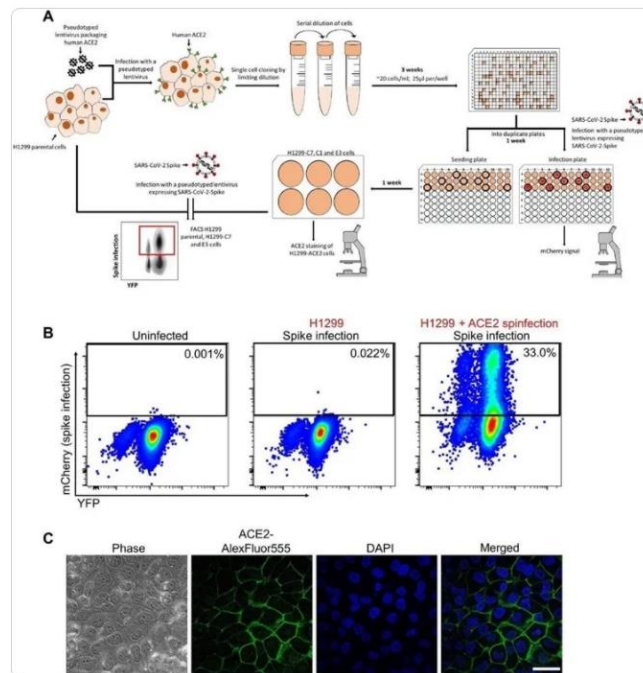 A
Pseudotyped
lentivirus packaging
human ACE2
Human ACE2
Infection with a
pseudotyped
lentivirus
Single cell cloning by
limiting dilution
Serial dilution of cells
3 weeks
~20 cells/ml; 25µl per/well
H1299 parental cells
Into duplicate plates
1 week
SARS-CoV-2 Spike
Infection with a pseudotyped
lentivirus expressing
SARS-CoV-2-Spike
Seeding plate
Infection plate
mCherry signal
1 week
H1299-C7, C1 and E3 cells
ACE2 staining of
H1299-ACE2 cells
SARS-CoV-2 Spike
Infection with a pseudotyped lentivirus
expressing SARS-CoV-2-Spike
FACS H1299
parental, H1299-C7
and E3 cells
Spike
infection
YFP
B
Uninfected
0.001%
H1299
Spike infection
0.022%
H1299 + ACE2 spinfection
Spike infection
33.0%
mCherry (spike infection)
YFP
C
Phase
ACE2-
AlexFluor555
DAPI
Merged